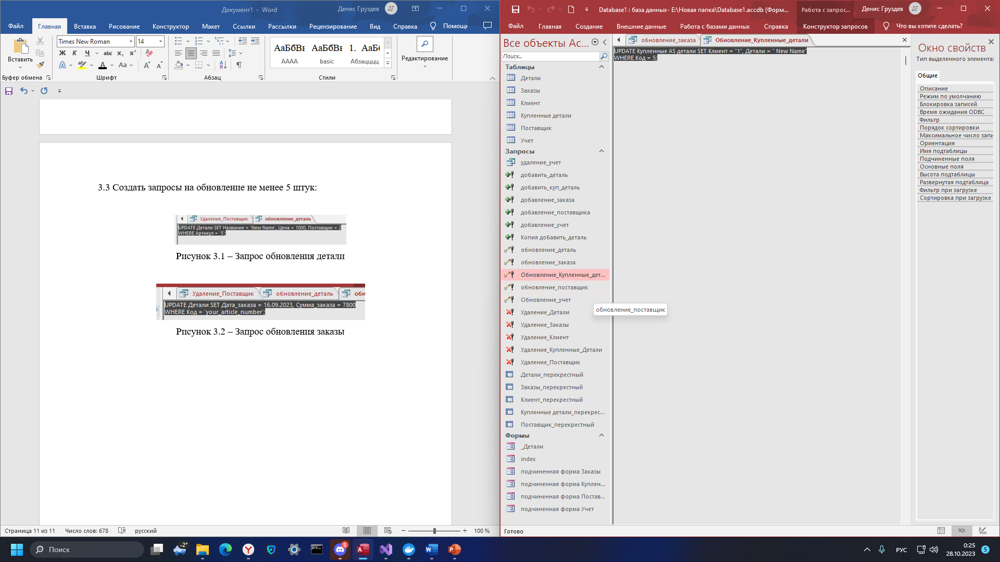 Документ1 - Word
Денис Груздев
ДГ
Файл
Главная
Вставка
Рисование
Конструктор
Макет
Ссылки
Рассылки
Рецензирование
Вид
Справка
Помощь
Вставить
Times New Roman
14
Буфер обмена
Шрифт
Абзац
АаБбВв
АААА
АаБбВв
basic
1. АаБб
Абзацццц
Стили
Редактирование
3.3 Создать запросы на обновление не менее 5 штук:
Удаление_Поставщик
обновление_деталь
UPDATE Детали SET Название = 'New Name', Цена = 1000, Поставщик = 2
WHERE Артикул = '5';
Рисунок 3.1 – Запрос обновления детали
Удаление_Поставщик
обновление_деталь
UPDATE Детали SET Дата_заказа = 16.09.2023, Сумма_заказа = 7800
WHERE Код = 'your_article_number';
Рисунок 3.2 – Запрос обновления заказы
Страница 11 из 11
Число слов: 678
русский
100 %
Database1 : база данных- E:\Новая папка\Database1.accdb (Форм...
Работа с запрос...
Денис Груздев
ДГ
Файл
Главная
Создание
Внешние данные
Работа с базами данных
Справка
Конструктор запросов
Что вы хотите сделать?
Все объекты Ac...
Поиск...
Таблицы
Детали
Заказы
Клиент
Купленные детали
Поставщик
Учет
Запросы
удаление_учет
добавить_деталь
добавить_куп_деталь
добавление_заказа
добавление_поставщика
добавление_учет
Копия добавить_деталь
обновление_деталь
обновление_заказа
Обновление_Купленные_дет...
обновление_поставщик
Обновление_учет
Удаление_Детали
Удаление_Заказы
Удаление_Клиент
Удаление_Купленные_Детали
Удаление_Поставщик
Детали_перекрестный
Заказы_перекрестный
Клиент_перекрестный
Купленные детали_перекрес...
Поставщик_перекрестный
Формы
_Детали
index
подчиненная форма Заказы
подчиненная форма Куплен...
подчиненная форма Постав...
подчиненная форма Учет
обновление_заказа
Обновление_Купленные_детали
UPDATE Купленные AS детали SET Клиент = "1", Детали = " New Name"
WHERE Код = 5;
обновление_поставщик
Окно свойств
Тип выделенного элемента:
Общие
Описание
Режим по умолчанию
Блокировка записей
Время ожидания ODBC
Фильтр
Порядок сортировки
Максимальное число запи
Ориентация
Имя подтаблицы
Подчиненные поля
Основные поля
Высота подтаблицы
Развернутая подтаблица
Фильтр при загрузке
Сортировка при загрузке
Готово
SQL
Поиск
-2°
5
РУС
0:25
28.10.2023
5